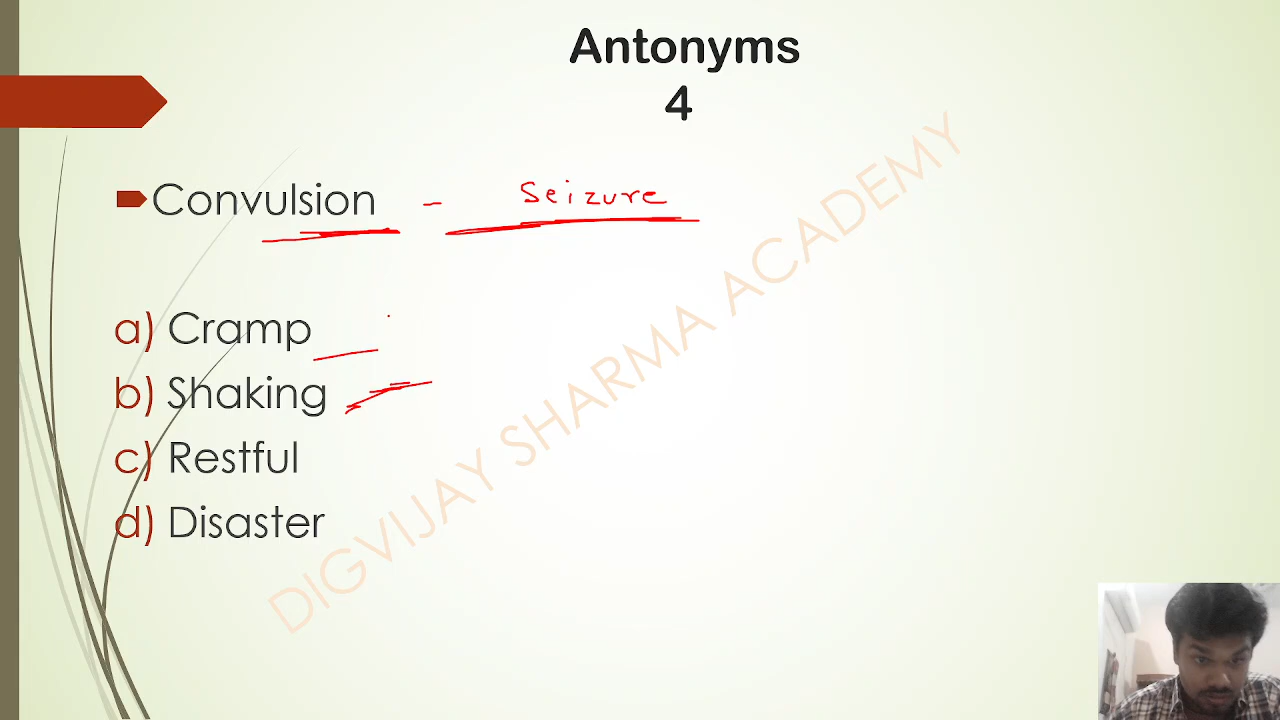 Antonyms
4
Convulsion - Seizure
a) Cramp
b) Shaking
c) Restful
d) Disaster
DIGVIJAY SHARMA ACADEMY